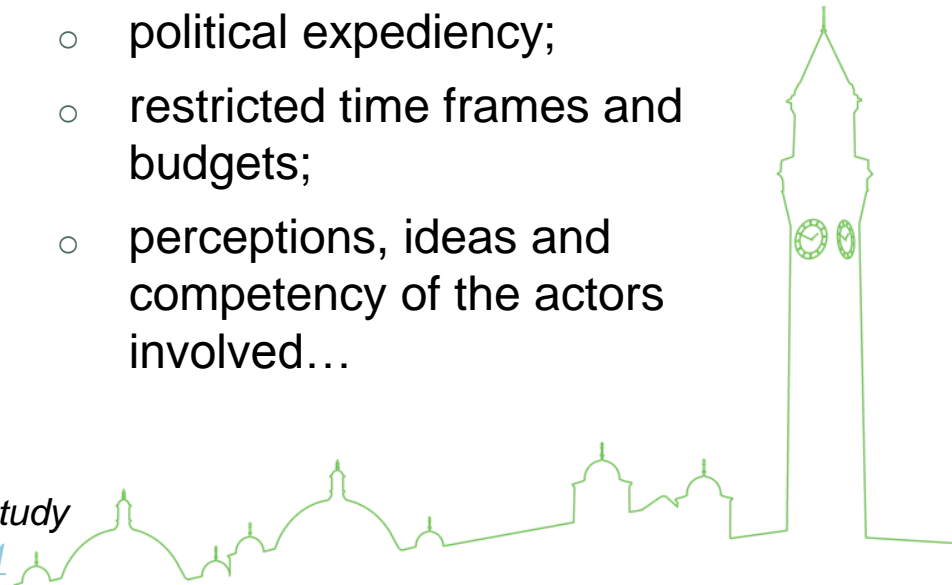 ○ political expediency;
○ restricted time frames and
budgets;
○ perceptions, ideas and
competency of the actors
involved…
tudy